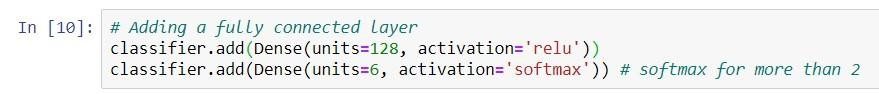 In [10]: # Adding a fully connected layer
classifier.add(Dense(units=128, activation='relu'))
classifier.add(Dense(units=6, activation='softmax')) # softmax for more than 2